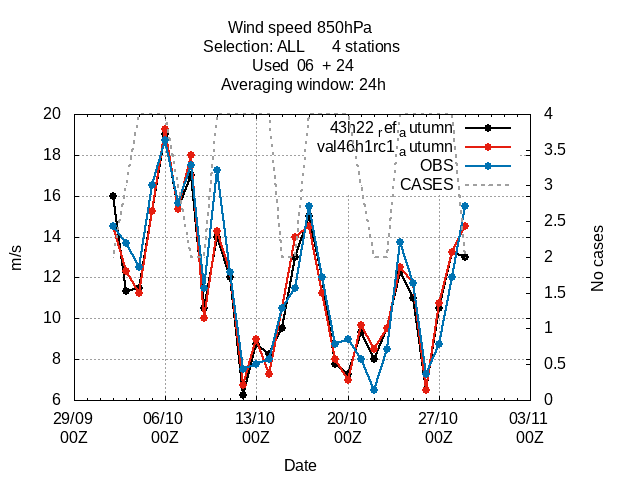 Wind speed 850hPa
Selection: ALL 4 stations
Used 06 + 24
Averaging window: 24h
20 4
18 3.5
16 3
14 2.5
12 2
10 1.5
8 1
6 0.5
0
43h22_ref_autumn
val46h1rc1_autumn
OBS
CASES
m/s
No cases
29/09 06/10 13/10 20/10 27/10 03/11
00Z 00Z 00Z 00Z 00Z 00Z
Date